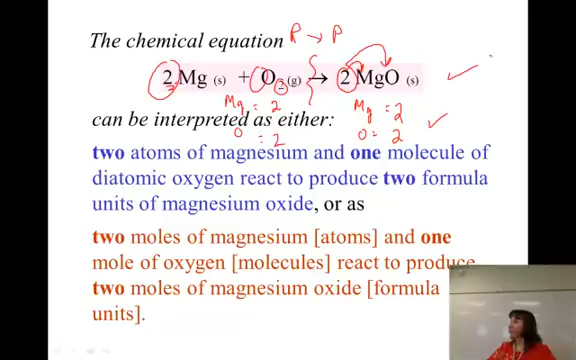 The chemical equation R → P
2 Mg (s) + O2 (g) → 2 MgO (s)
Mg = 2 Mg = 2
can be interpreted as either:
O = 2 O = 2
two atoms of magnesium and one molecule of
diatomic oxygen react to produce two formula
units of magnesium oxide, or as
two moles of magnesium [atoms] and one
mole of oxygen [molecules] react to produce
two moles of magnesium oxide [formula
units].